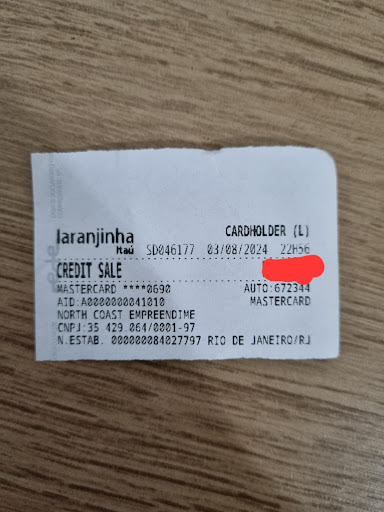 CARDHOLDER (L)
laranjinha
Itaú SD046177 03/08/2024 22H56
CREDIT SALE
MASTERCARD ****0690 AUTO:672344
AID:A0000000041010 MASTERCARD
NORTH COAST EMPREENDIME
CNPJ:35 429.064/0001-97
N.ESTAB. 000000084027797 RIO DE JANEIRO/RJ